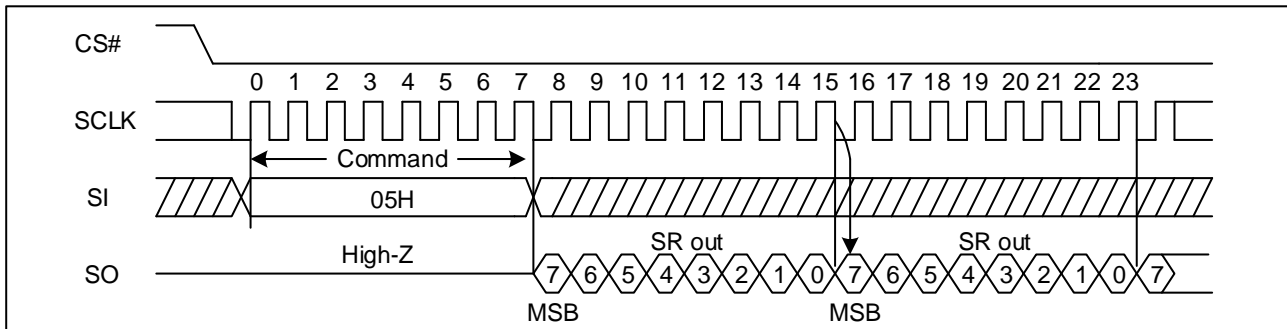 CS#
0 1 2 3 4 5 6 7 8 9 10 11 12 13 14 15 16 17 18 19 20 21 22 23
SCLK
Command
SI
05H
High-Z
SR out
SR out
SO
7 6 5 4 3 2 1 0 7 6 5 4 3 2 1 0 7
MSB
MSB